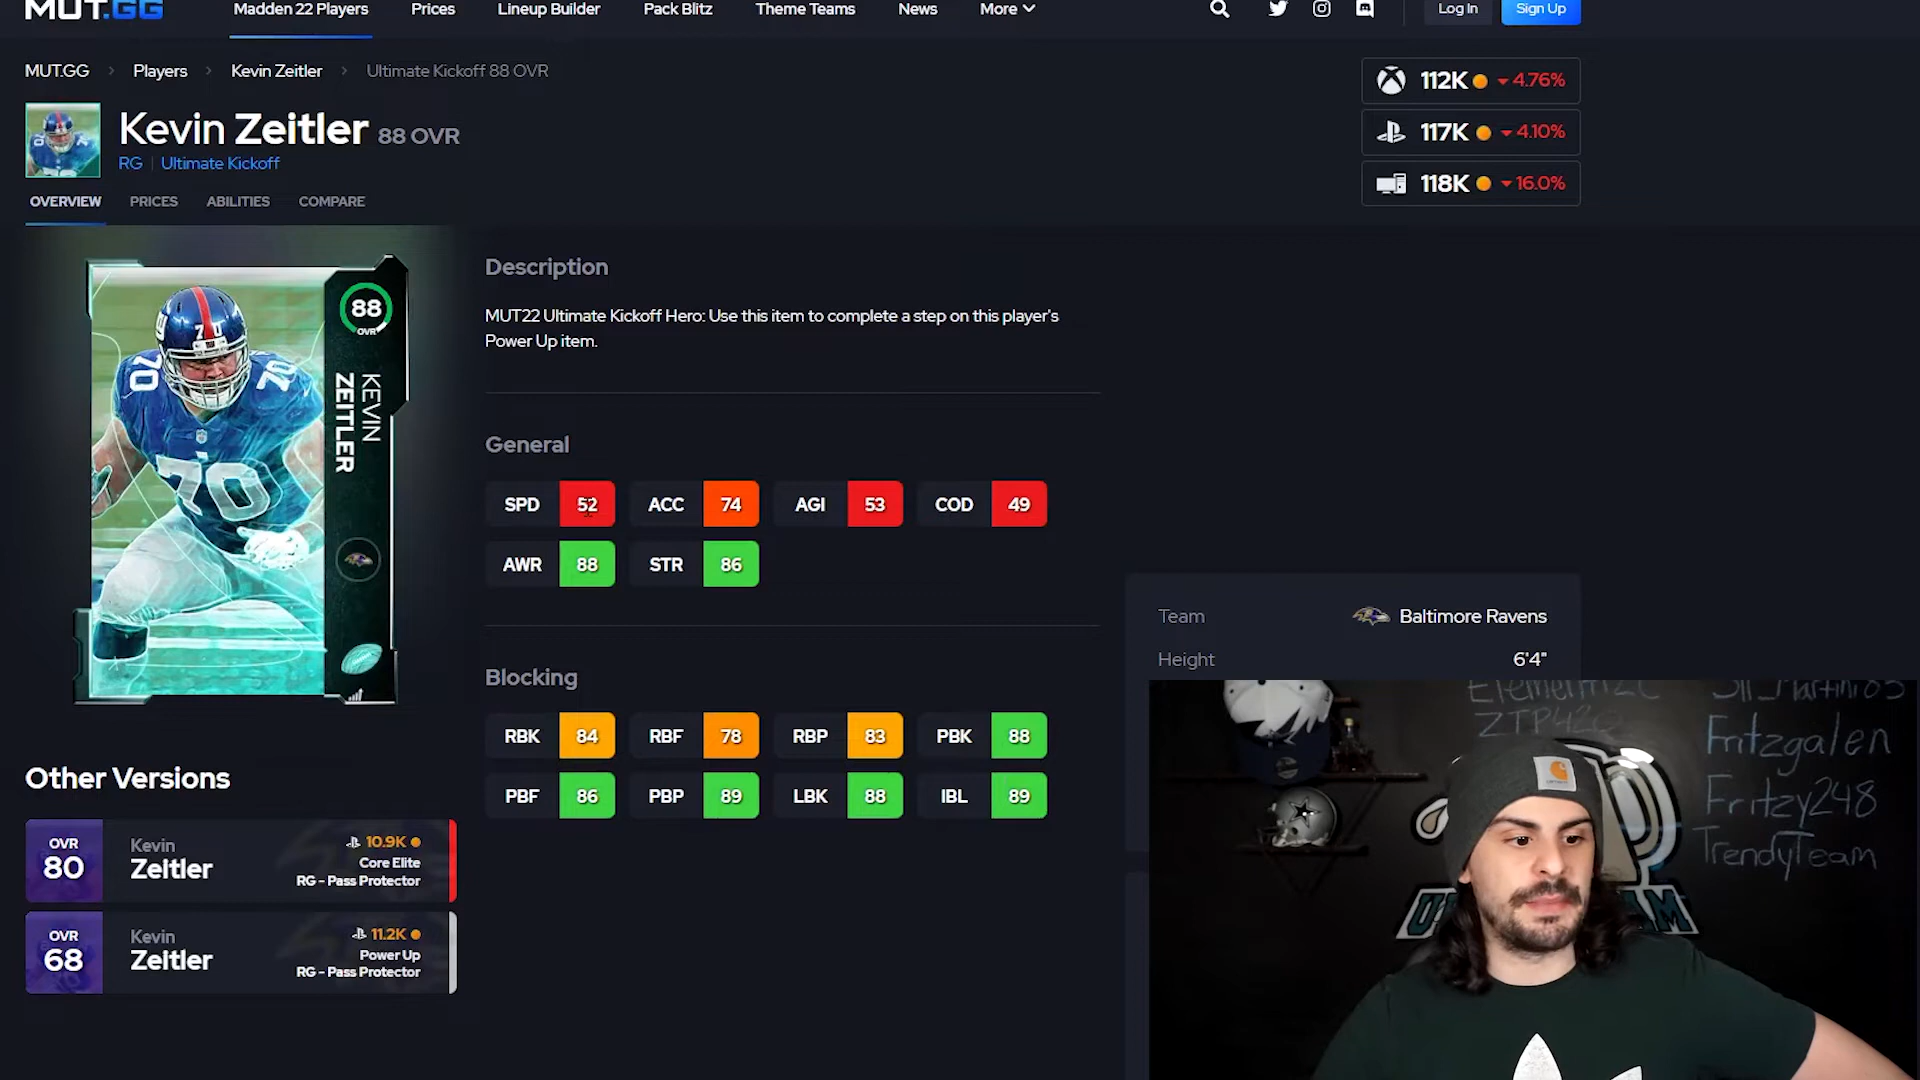 MUT.GG
Madden 22 Players
Prices
Lineup Builder
Pack Blitz
Theme Teams
News
More
Log In
Sign Up
MUT.GG > Players > Kevin Zeitler > Ultimate Kickoff 88 OVR
Kevin Zeitler 88 OVR
RG | Ultimate Kickoff
112K 4.76%
117K 4.10%
118K 16.0%
OVERVIEW PRICES ABILITIES COMPARE
88
OVR
KEVIN
ZEITLER
70
70
70
70
Description
MUT22 Ultimate Kickoff Hero: Use this item to complete a step on this player's
Power Up item.
General
SPD 52 ACC 74 AGI 53 COD 49
AWR 88 STR 86
Blocking
RBK 84 RBF 78 RBP 83 PBK 88
PBF 86 PBP 89 LBK 88 IBL 89
Team Baltimore Ravens
Height 6'4"
Other Versions
OVR
80
Kevin
Zeitler
10.9K
Core Elite
RG - Pass Protector
OVR
68
Kevin
Zeitler
11.2K
Power Up
RG - Pass Protector
ZTP420
Fritzgalen
Fritzy248
TrendyTeam